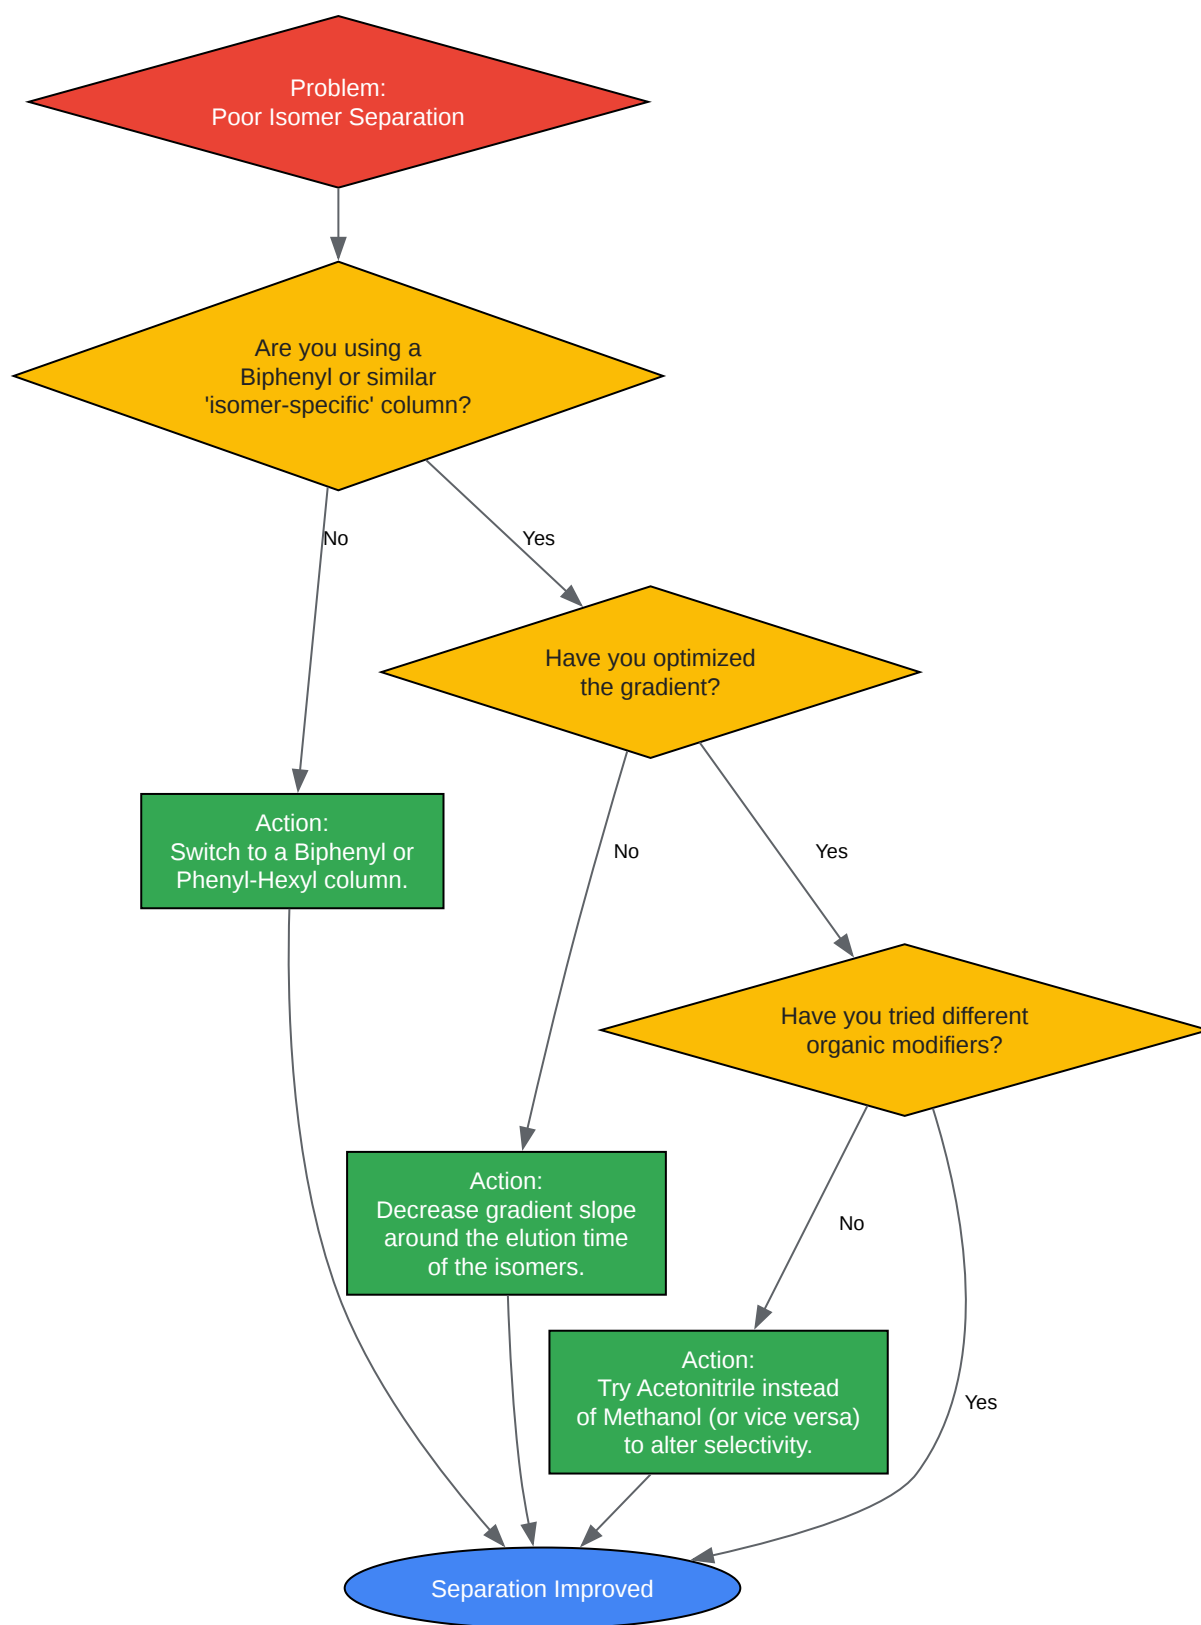 Problem:
Poor Isomer Separation
Are you using a
Biphenyl or similar
'isomer-specific' column?
No
Yes
Have you optimized
the gradient?
Action:
Switch to a Biphenyl or
Phenyl-Hexyl column.
No
Yes
Have you tried different
organic modifiers?
Action:
Decrease gradient slope
around the elution time
of the isomers.
No
Action:
Try Acetonitrile instead
of Methanol (or vice versa)
to alter selectivity.
Yes
Separation Improved